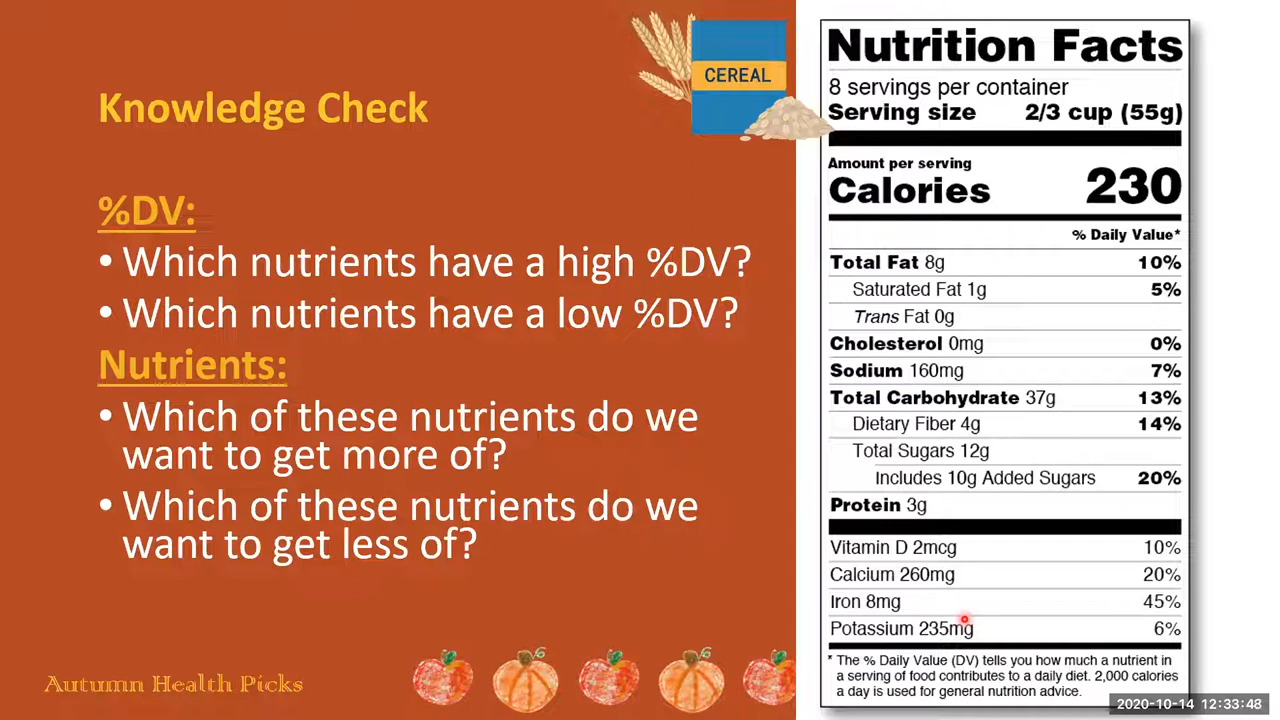 CEREAL
Knowledge Check
%DV:
• Which nutrients have a high %DV?
• Which nutrients have a low %DV?
Nutrients:
• Which of these nutrients do we
want to get more of?
• Which of these nutrients do we
want to get less of?
Autumn Health Picks
Nutrition Facts
8 servings per container
Serving size 2/3 cup (55g)
Amount per serving
Calories 230
% Daily Value*
Total Fat 8g 10%
Saturated Fat 1g 5%
Trans Fat 0g
Cholesterol 0mg 0%
Sodium 160mg 7%
Total Carbohydrate 37g 13%
Dietary Fiber 4g 14%
Total Sugars 12g
Includes 10g Added Sugars 20%
Protein 3g
Vitamin D 2mcg 10%
Calcium 260mg 20%
Iron 8mg 45%
Potassium 235mg 6%
* The % Daily Value (DV) tells you how much a nutrient in
a serving of food contributes to a daily diet. 2,000 calories
a day is used for general nutrition advice.
2020-10-14 12:33:48